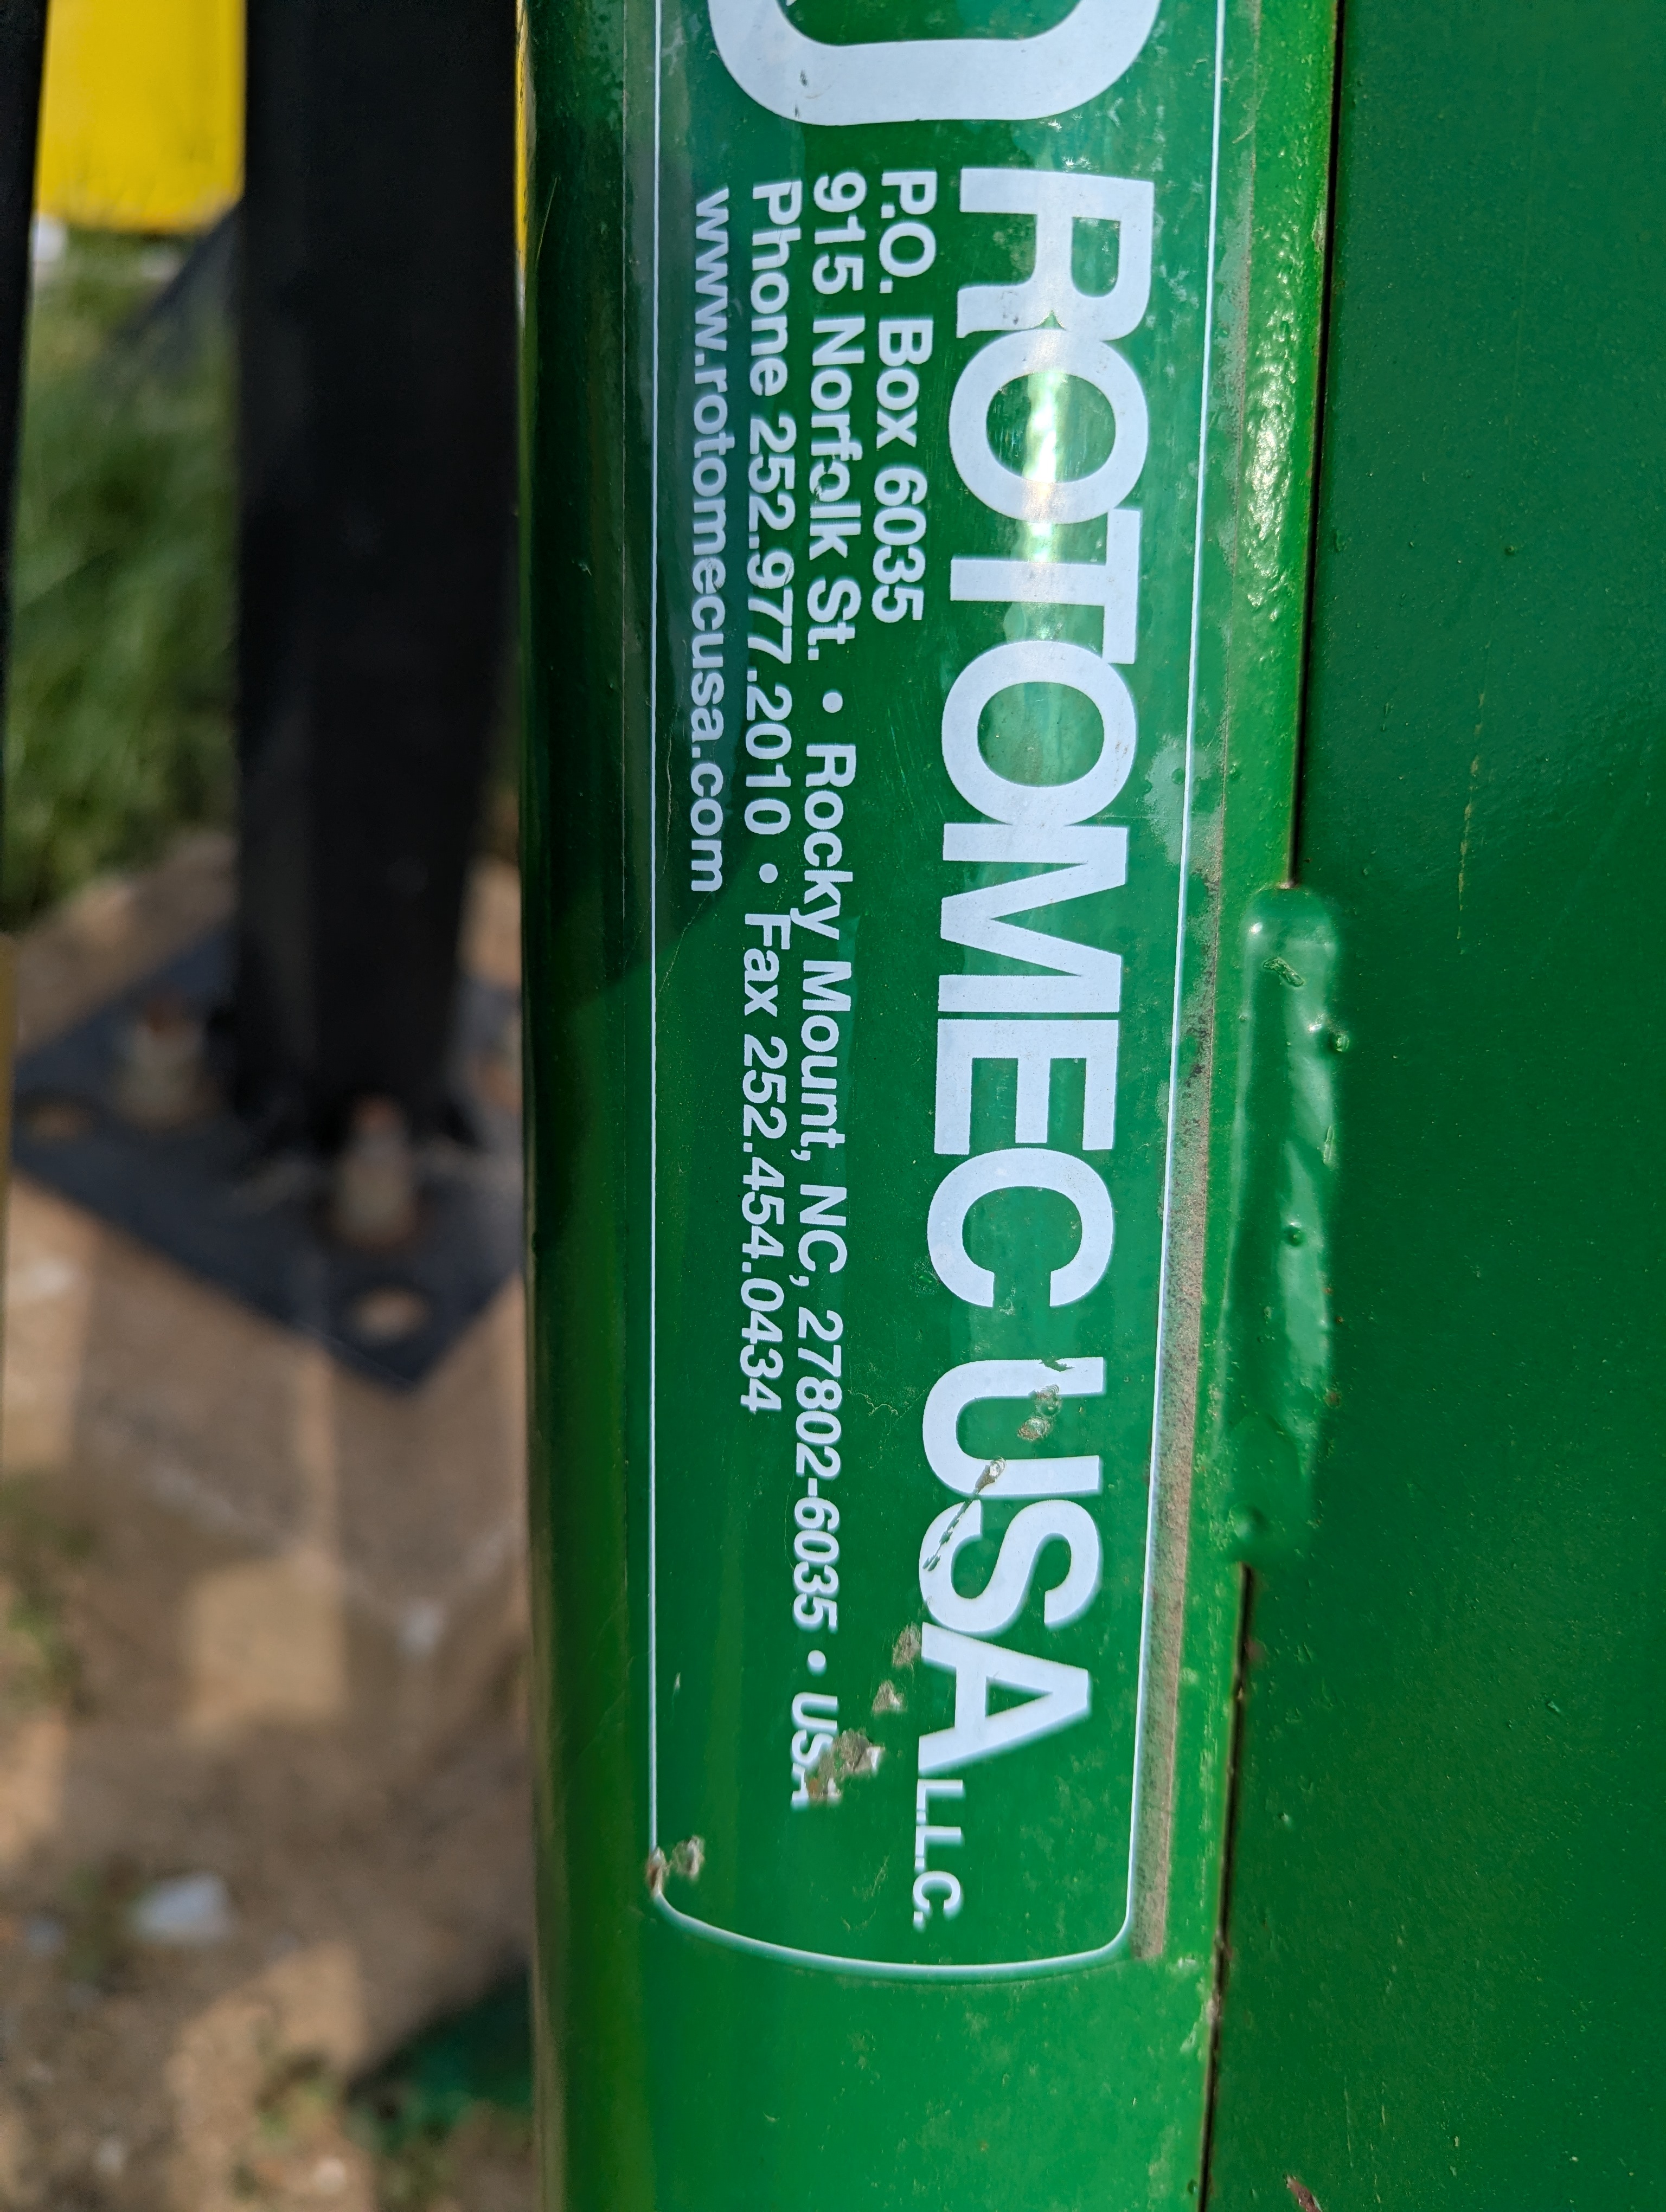 ROTOMEC USA L.L.C.
P.O. Box 6035
915 Norfolk St. • Rocky Mount, NC, 27802-6035 • USA
Phone 252.977.2010 • Fax 252.454.0434
www.rotomecusa.com